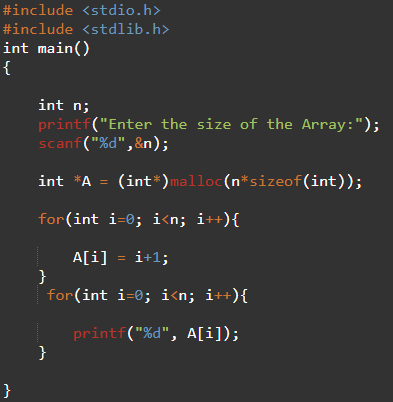 #include <stdio.h>
#include <stdlib.h>
int main()
{
int n;
printf("Enter the size of the Array:");
scanf("%d",&n);
int *A = (int*)malloc(n*sizeof(int));
for(int i=0; i<n; i++){
A[i] = i+1;
}
for(int i=0; i<n; i++){
printf("%d", A[i]);
}
}